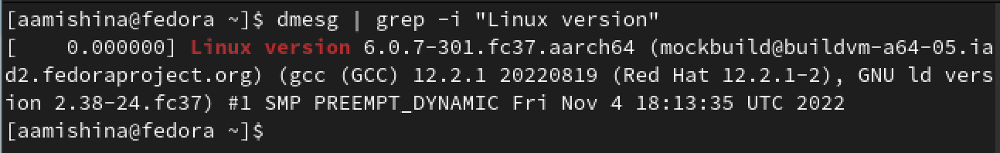 [aamishina@fedora ~]$ dmesg | grep -i "Linux version"
[    0.000000] Linux version 6.0.7-301.fc37.aarch64 (mockbuild@buildvm-a64-05.ia
d2.fedoraproject.org) (gcc (GCC) 12.2.1 20220819 (Red Hat 12.2.1-2), GNU ld vers
ion 2.38-24.fc37) #1 SMP PREEMPT_DYNAMIC Fri Nov 4 18:13:35 UTC 2022
[aamishina@fedora ~]$